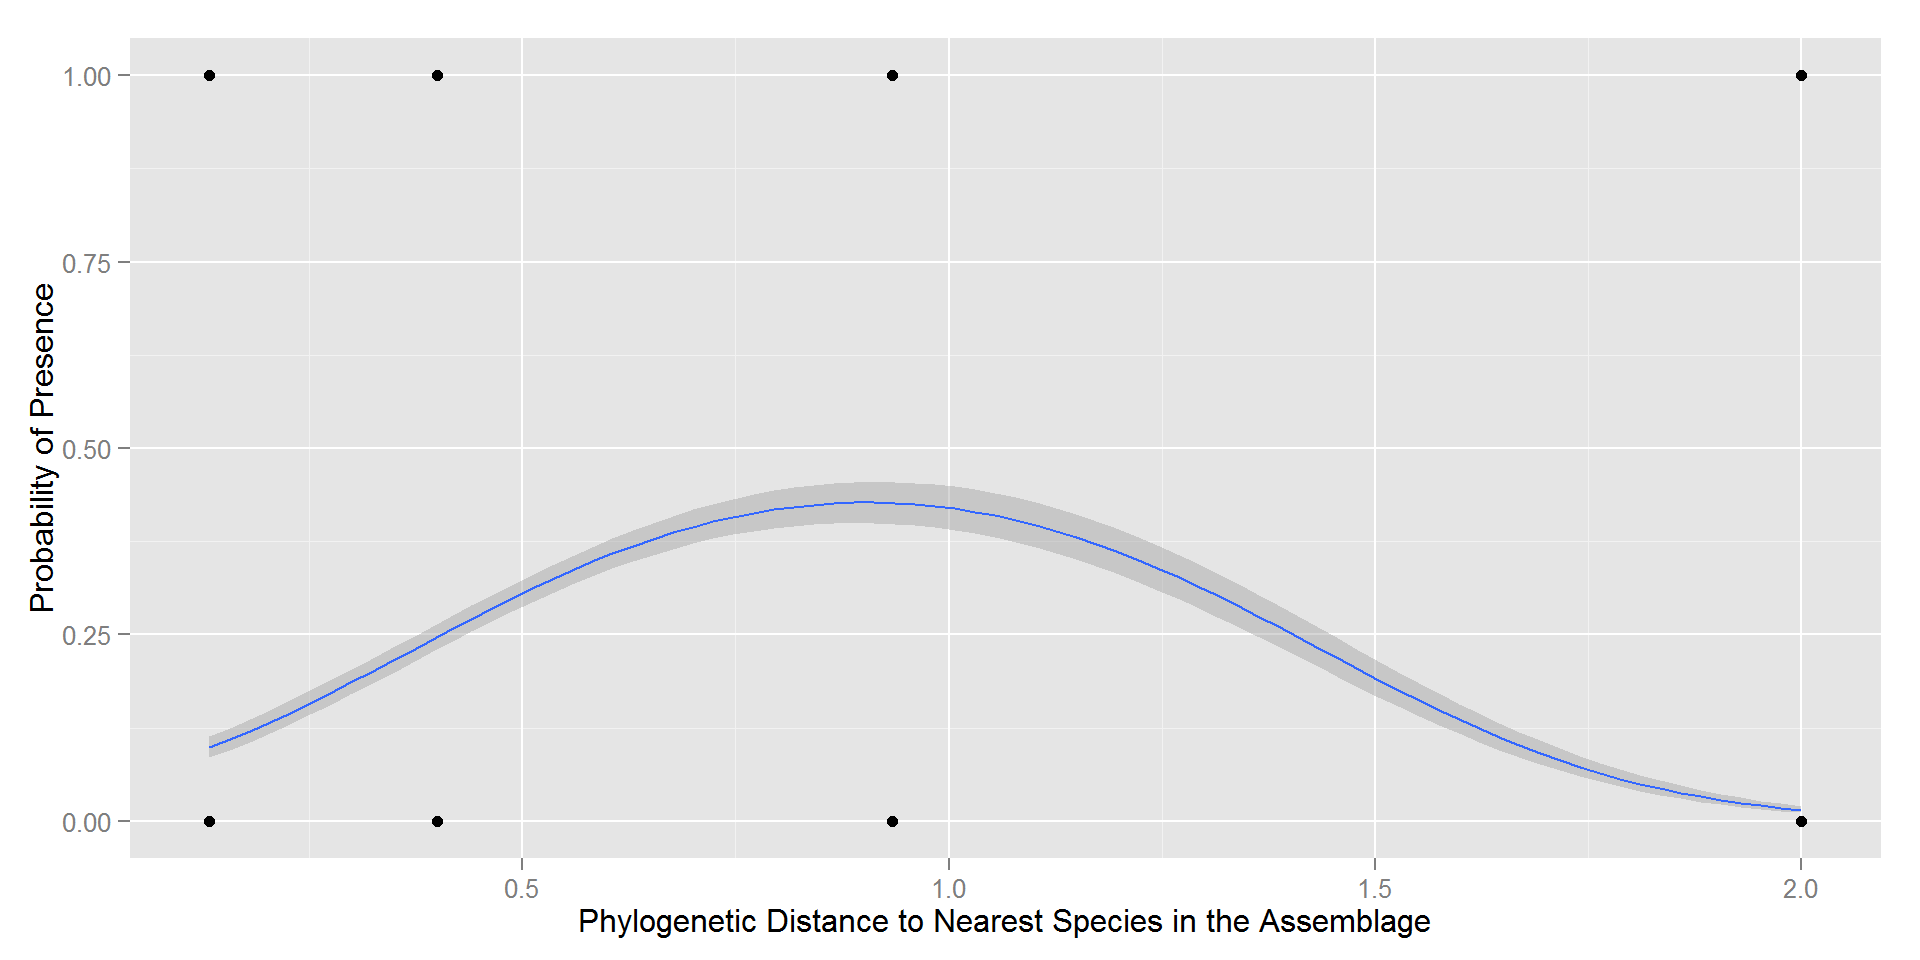 1.00
0.75
0.50
0.25
0.00
Probability of Presence
0.5 1.0 1.5 2.0
Phylogenetic Distance to Nearest Species in the Assemblage